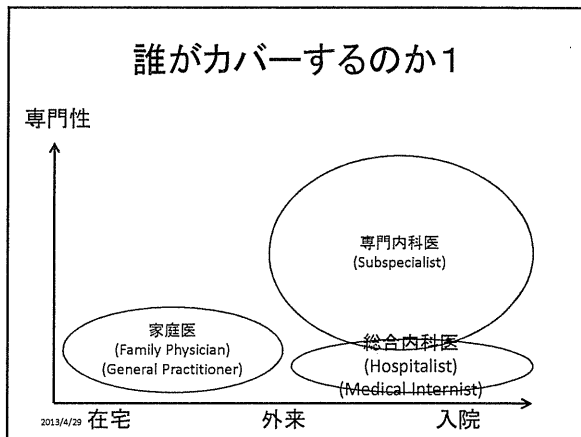 誰がカバーするのか1
専門性
専門内科医
(Subspecialist)
家庭医
(Family Physician)
(General Practitioner)
総合内科医
(Hospitalist)
(Medical Internist)
2013/4/29 在宅 外来 入院